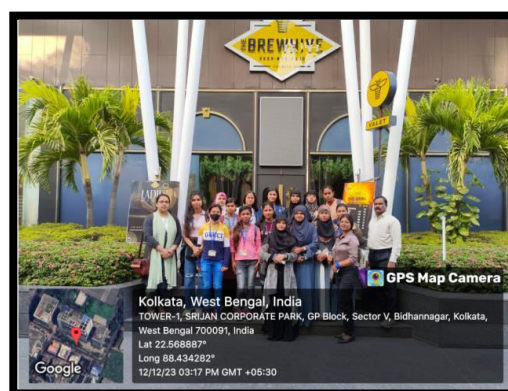 THE
BREWHIVE
VALET
LADIES
GPS Map Camera
Kolkata, West Bengal, India
TOWER-1, SRIJAN CORPORATE PARK, GP Block, Sector V, Bidhannagar, Kolkata,
West Bengal 700091, India
Lat 22.568887°
Long 88.434282°
12/12/23 03:17 PM GMT +05:30
Google